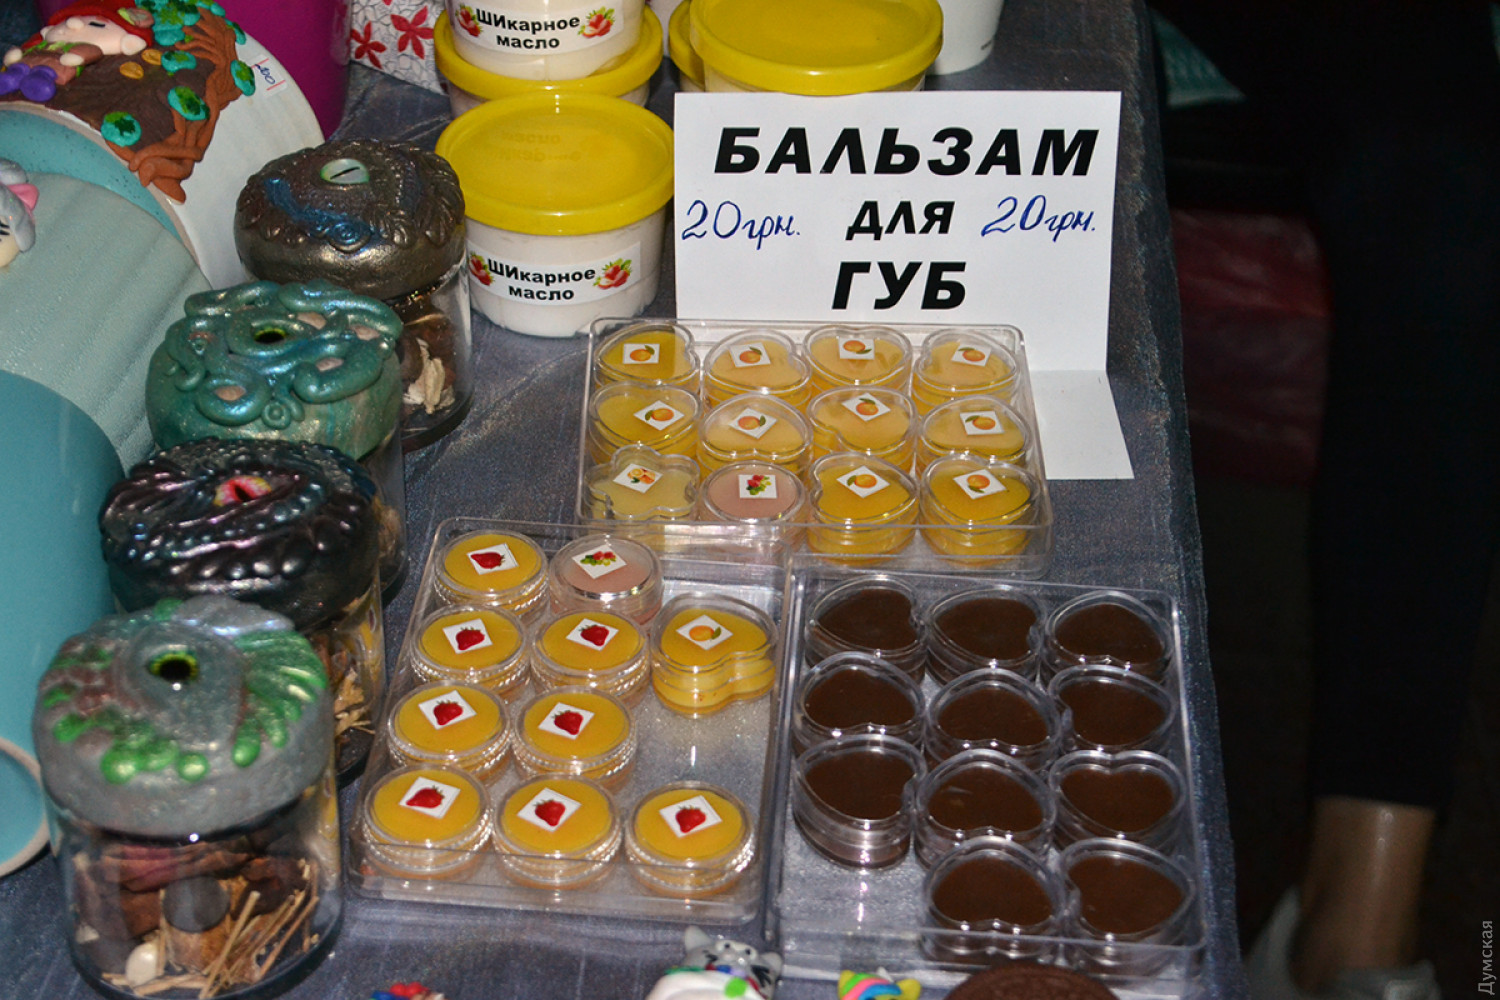 ШИкарное
масло
БАЛЬЗАМ
20грн. для 20грн.
ГУБ
ШИкарное
масло
Думская